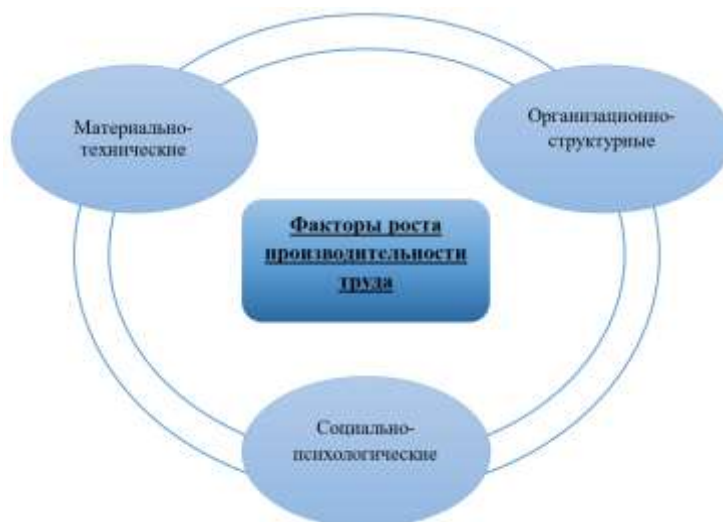 Материально-
технические
Организационно-
структурные
Факторы роста
производительности
труда
Социально-
психологические